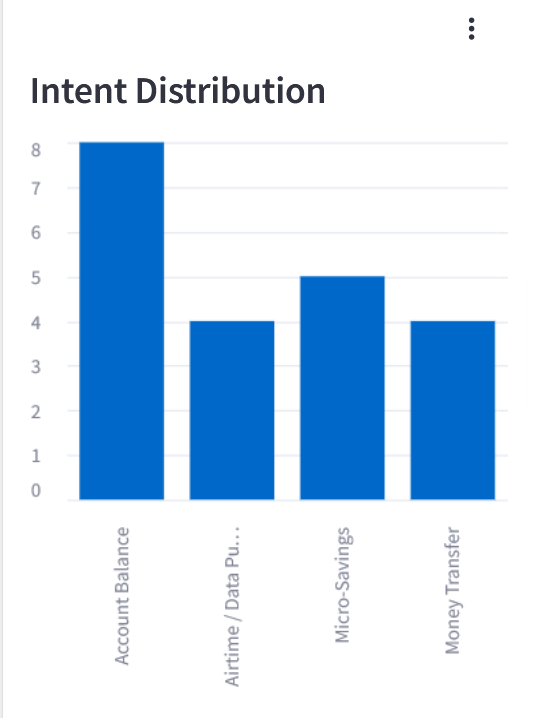 Intent Distribution
8
7
6
5
4
3
2
1
0
Account Balance
Airtime / Data Pu...
Micro-Savings
Money Transfer